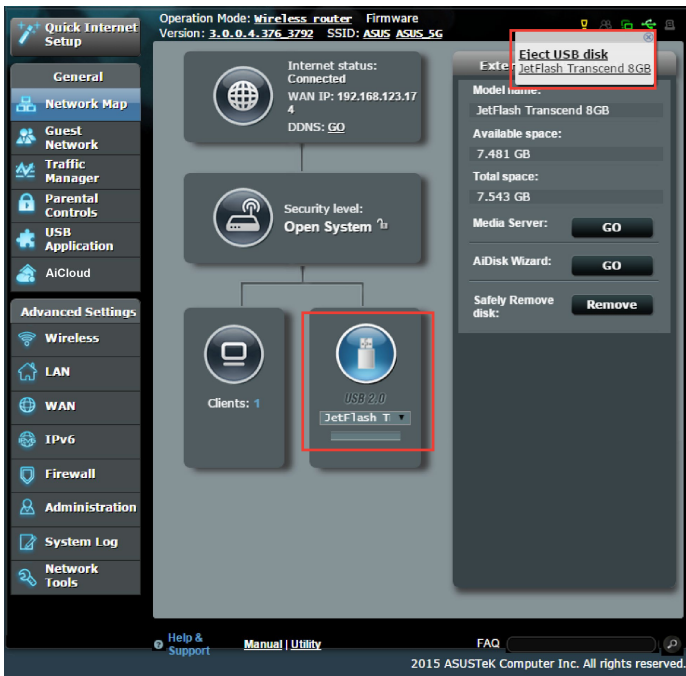 Quick Internet
Setup
Operation Mode: Wireless router Firmware
Version: 3.0.0.4.376_3792 SSID: ASUS ASUS_5G
Eject USB disk
JetFlash Transcend 8GB
General
Network Map
Guest
Network
Traffic
Manager
Parental
Controls
USB
Application
AiCloud
Advanced Settings
Wireless
LAN
WAN
IPv6
Firewall
Administration
System Log
Network
Tools
Internet status:
Connected
WAN IP: 192.168.123.17
4
DDNS: GO
Security level:
Open System
Clients: 1
USB 2.0
JetFlash T
Model name:
JetFlash Transcend 8GB
Available space:
7.481 GB
Total space:
7.543 GB
Media Server: GO
AiDisk Wizard: GO
Safely Remove
disk: Remove
Help &
Support
Manual | Utility
FAQ
2015 ASUSTeK Computer Inc. All rights reserved.